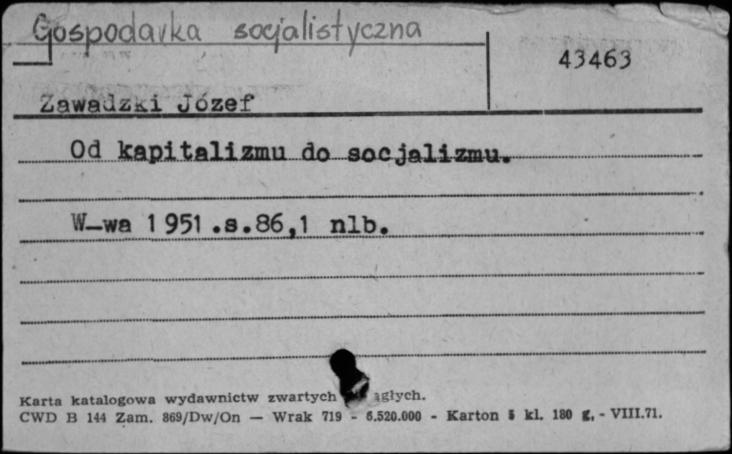 Gospodarka socjalistyczna
43463
Zawadzki Józef
Od kapitalizmu do socjalizmu.
W-wa 1951.s.86,1 nlb.
Karta katalogowa wydawnictw zwartych
CWD B 144 Zam. 869/Dw/On — Wrak 719 - 6.520.000 - Karton kl. 180 g. - VIII.71.